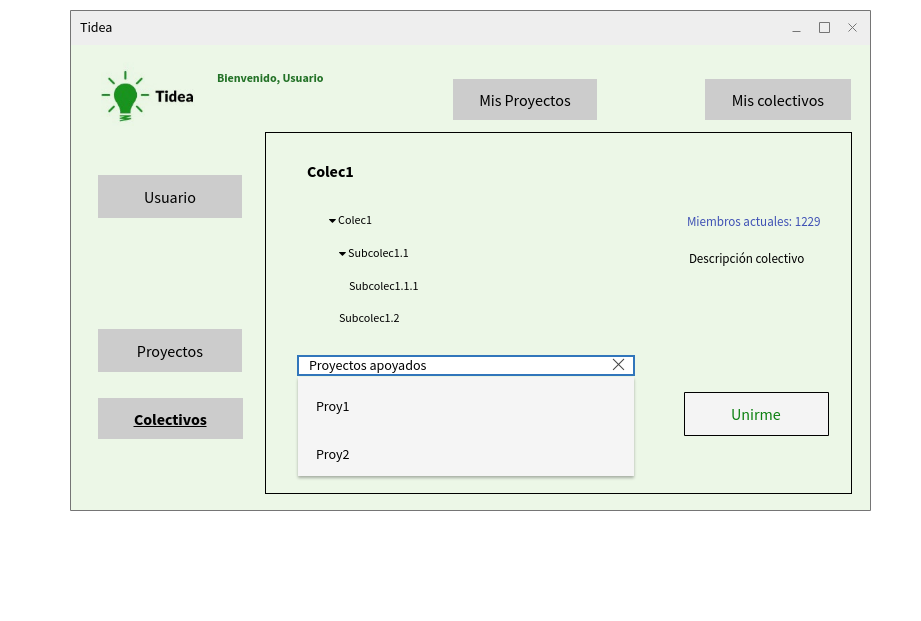 Tidea
Bienvenido, Usuario
Tidea
Mis Proyectos
Mis colectivos
Usuario
Proyectos
Colectivos
Colec1
Colec1
Subcolec1.1
Subcolec1.1.1
Subcolec1.2
Miembros actuales: 1229
Descripción colectivo
Proyectos apoyados
Proy1
Proy2
Unirme